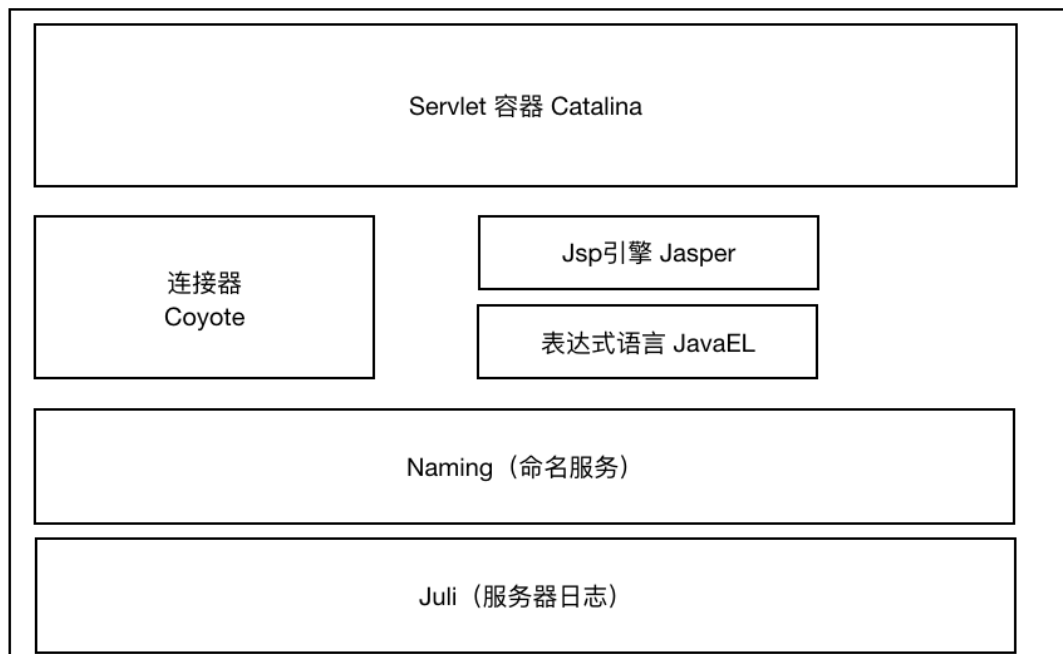 Servlet 容器 Catalina
连接器
Coyote
Jsp引擎 Jasper
表达式语言 JavaEL
Naming（命名服务）
Juli（服务器日志）